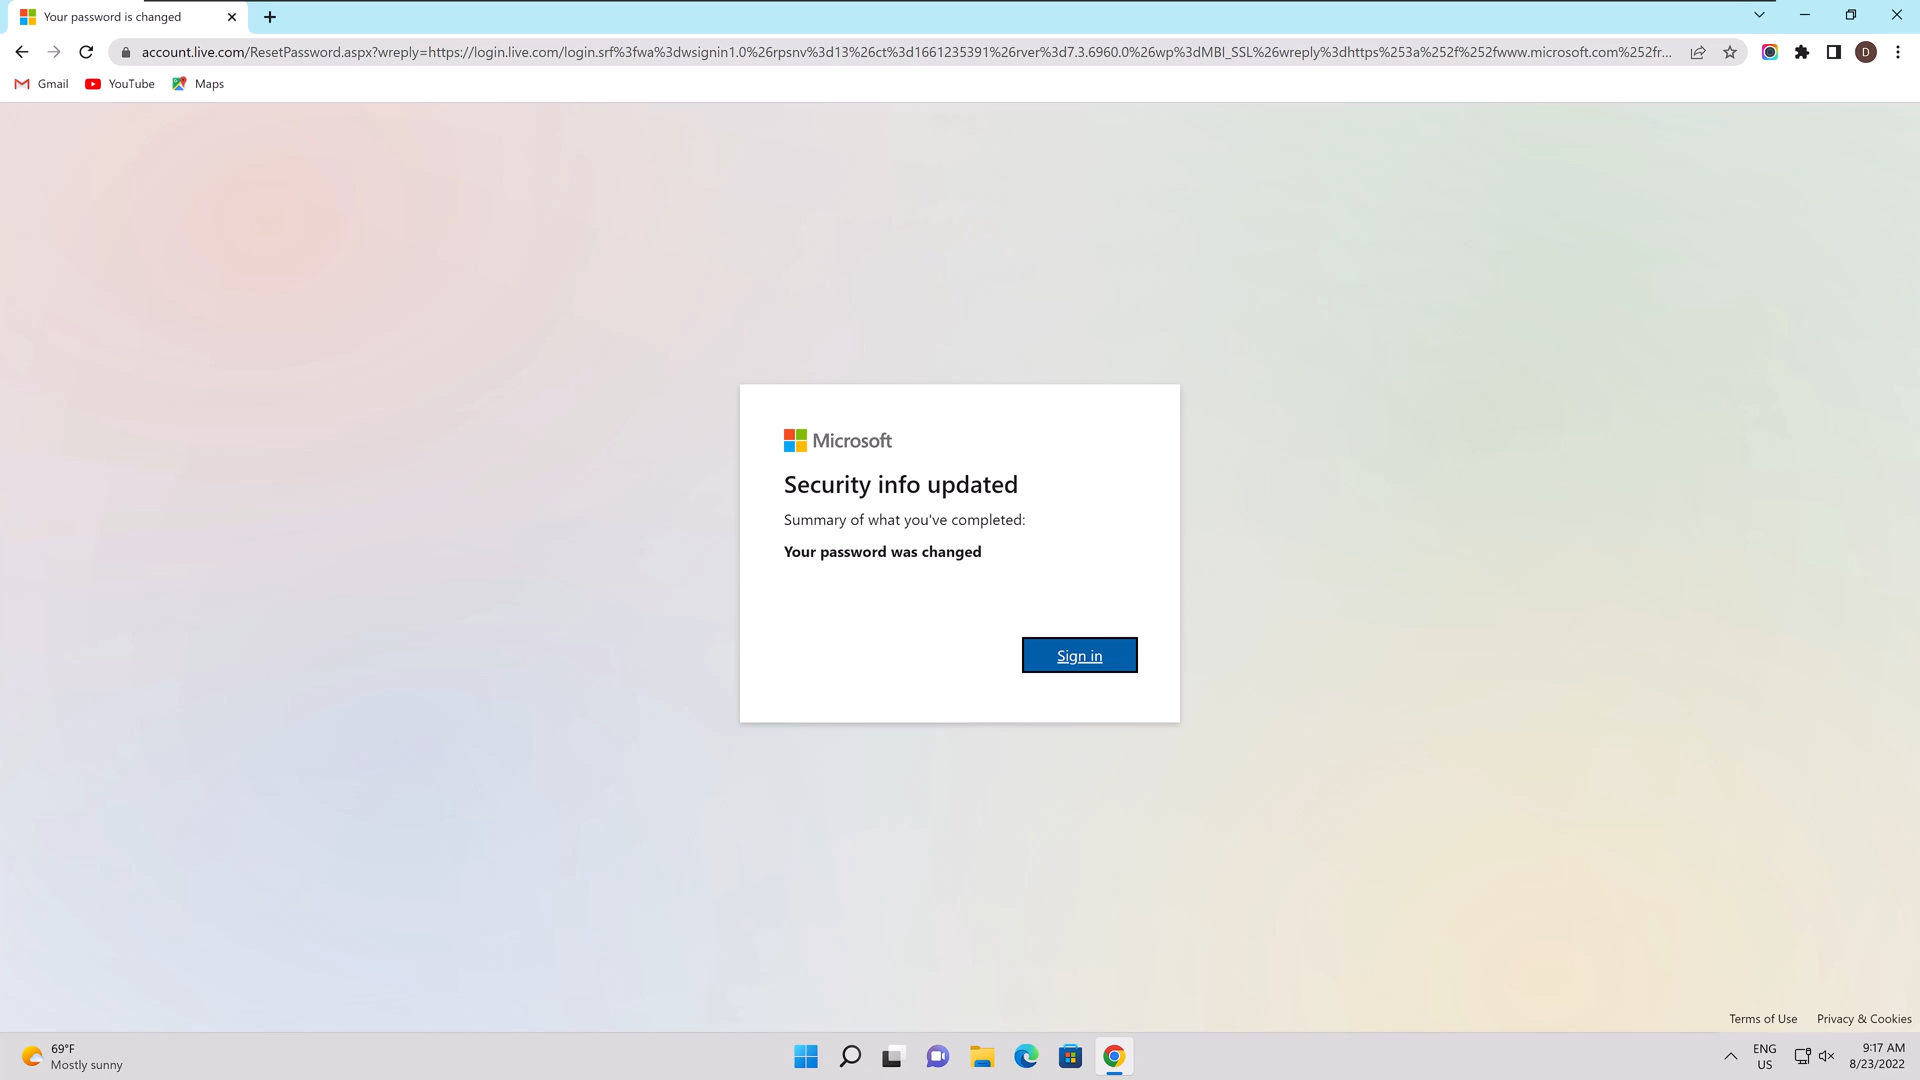 Your password is changed
account.live.com/ResetPassword.aspx?wreply=https://login.live.com/login.srf%3fwa%3dwsignin1.0%26rpsnv%3d13%26ct%3d1661235391%26rver%3d7.3.6960.0%26wp%3dMBI_SSL%26wreply%3dhttps%253a%252f%252fwww.microsoft.com%252fr...
D
Gmail YouTube Maps
Microsoft
Security info updated
Summary of what you've completed:
Your password was changed
Sign in
Terms of Use Privacy & Cookies
69°F
Mostly sunny
ENG
US
9:17 AM
8/23/2022